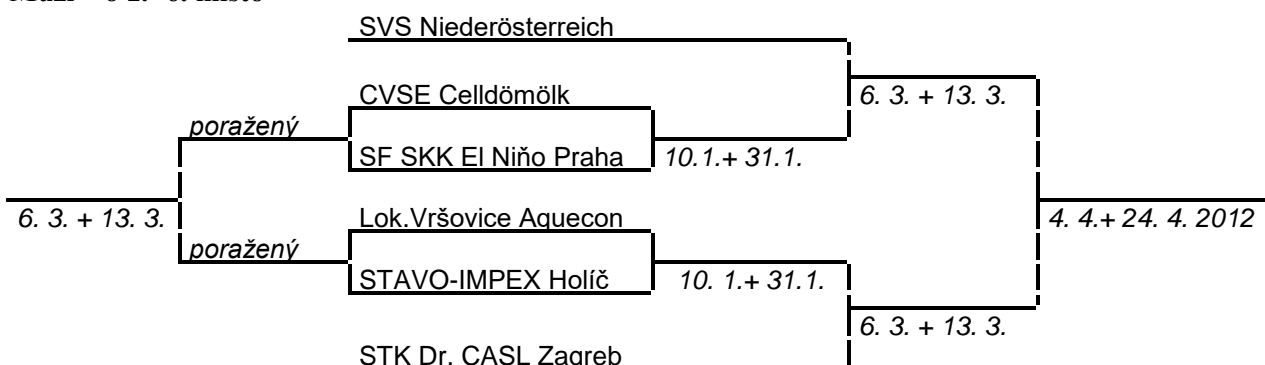 SVS Niederösterreich
CVSE Celldömölk
6. 3. + 13. 3.
poražený
SF SKK El Niňo Praha
10.1.+ 31.1.
6. 3. + 13. 3.
Lok.Vršovice Aquecon
4. 4.+ 24. 4. 2012
poražený
STAVO-IMPEX Holíč
10. 1.+ 31.1.
6. 3. + 13. 3.
STK Dr. CASL Zagreb